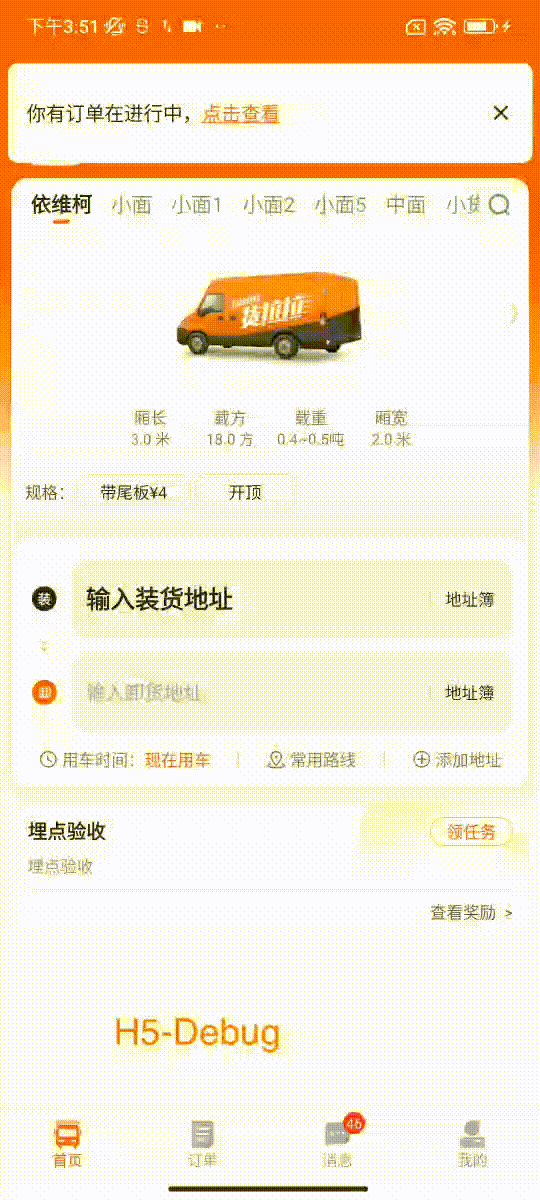 下午3:51
你有订单在进行中，点击查看
依维柯 小面 小面1 小面2 小面5 中面 小货
货拉拉
厢长 载方 载重 厢宽
3.0 米 18.0 方 0.4~0.5吨 2.0 米
规格： 带尾板¥4 开顶
装 输入装货地址 地址簿
卸 输入卸货地址 地址簿
用车时间：现在用车 常用路线 添加地址
埋点验收 领任务
埋点验收
查看奖励 >
H5-Debug
46
首页 订单 消息 我的